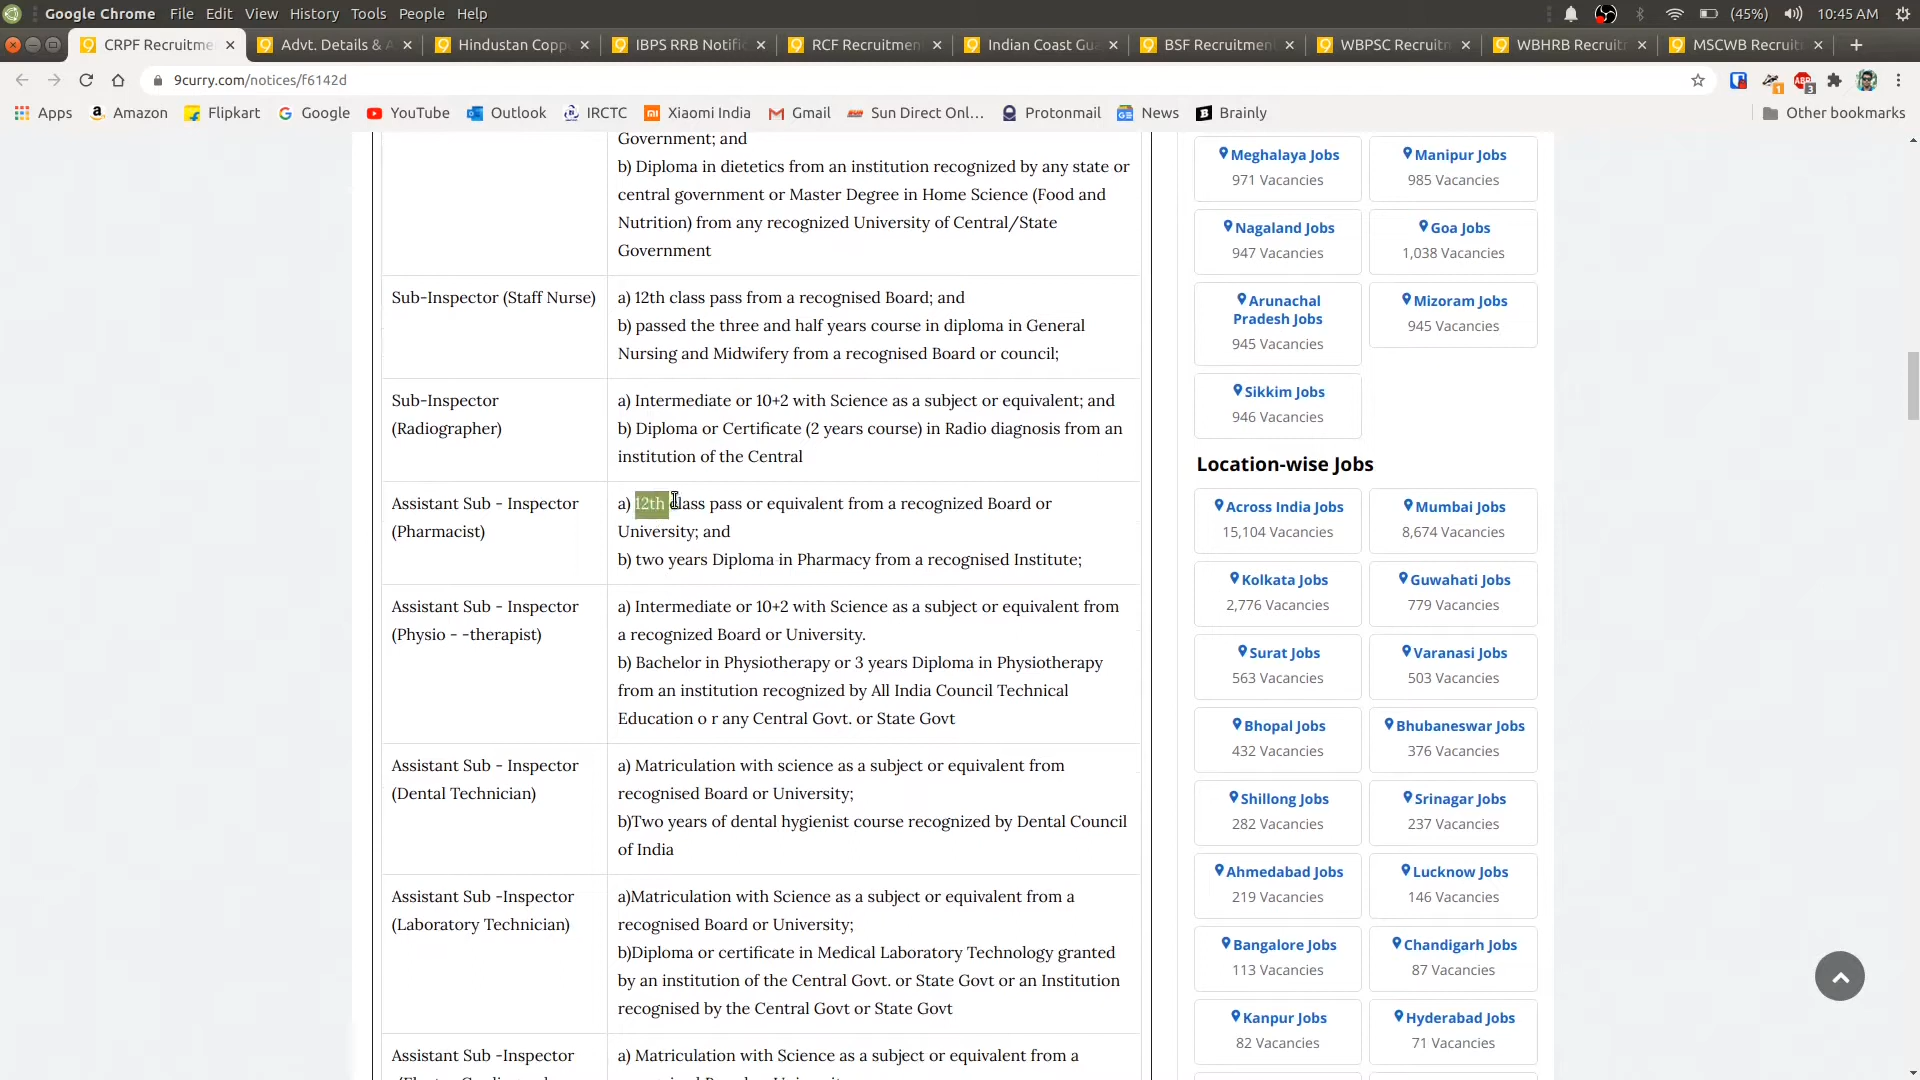 Google Chrome File Edit View History Tools People Help
(45%) 10:45 AM
CRPF Recruitme
Advt. Details & A
Hindustan Copp
IBPS RRB Notifi
RCF Recruitmen
Indian Coast Gu
BSF Recruitmen
WBPSC Recruit
WBHRB Recruit
MSCWB Recruit
9curry.com/notices/f6142d
Apps Amazon Flipkart Google YouTube Outlook IRCTC Xiaomi India Gmail Sun Direct Onl... Protonmail News Brainly Other bookmarks
Government; and
b) Diploma in dietetics from an institution recognized by any state or
central government or Master Degree in Home Science (Food and
Nutrition) from any recognized University of Central/State
Government
Sub-Inspector (Staff Nurse)
a) 12th class pass from a recognised Board; and
b) passed the three and half years course in diploma in General
Nursing and Midwifery from a recognised Board or council;
Sub-Inspector
(Radiographer)
a) Intermediate or 10+2 with Science as a subject or equivalent; and
b) Diploma or Certificate (2 years course) in Radio diagnosis from an
institution of the Central
Assistant Sub - Inspector
(Pharmacist)
a) 12th class pass or equivalent from a recognized Board or
University; and
b) two years Diploma in Pharmacy from a recognised Institute;
Assistant Sub - Inspector
(Physio - -therapist)
a) Intermediate or 10+2 with Science as a subject or equivalent from
a recognized Board or University.
b) Bachelor in Physiotherapy or 3 years Diploma in Physiotherapy
from an institution recognized by All India Council Technical
Education o r any Central Govt. or State Govt
Assistant Sub - Inspector
(Dental Technician)
a) Matriculation with science as a subject or equivalent from
recognised Board or University;
b)Two years of dental hygienist course recognized by Dental Council
of India
Assistant Sub -Inspector
(Laboratory Technician)
a)Matriculation with Science as a subject or equivalent from a
recognised Board or University;
b)Diploma or certificate in Medical Laboratory Technology granted
by an institution of the Central Govt. or State Govt or an Institution
recognised by the Central Govt or State Govt
Assistant Sub -Inspector
a) Matriculation with Science as a subject or equivalent from a
Meghalaya Jobs
971 Vacancies
Manipur Jobs
985 Vacancies
Nagaland Jobs
947 Vacancies
Goa Jobs
1,038 Vacancies
Arunachal
Pradesh Jobs
945 Vacancies
Mizoram Jobs
945 Vacancies
Sikkim Jobs
946 Vacancies
Location-wise Jobs
Across India Jobs
15,104 Vacancies
Mumbai Jobs
8,674 Vacancies
Kolkata Jobs
2,776 Vacancies
Guwahati Jobs
779 Vacancies
Surat Jobs
563 Vacancies
Varanasi Jobs
503 Vacancies
Bhopal Jobs
432 Vacancies
Bhubaneswar Jobs
376 Vacancies
Shillong Jobs
282 Vacancies
Srinagar Jobs
237 Vacancies
Ahmedabad Jobs
219 Vacancies
Lucknow Jobs
146 Vacancies
Bangalore Jobs
113 Vacancies
Chandigarh Jobs
87 Vacancies
Kanpur Jobs
82 Vacancies
Hyderabad Jobs
71 Vacancies